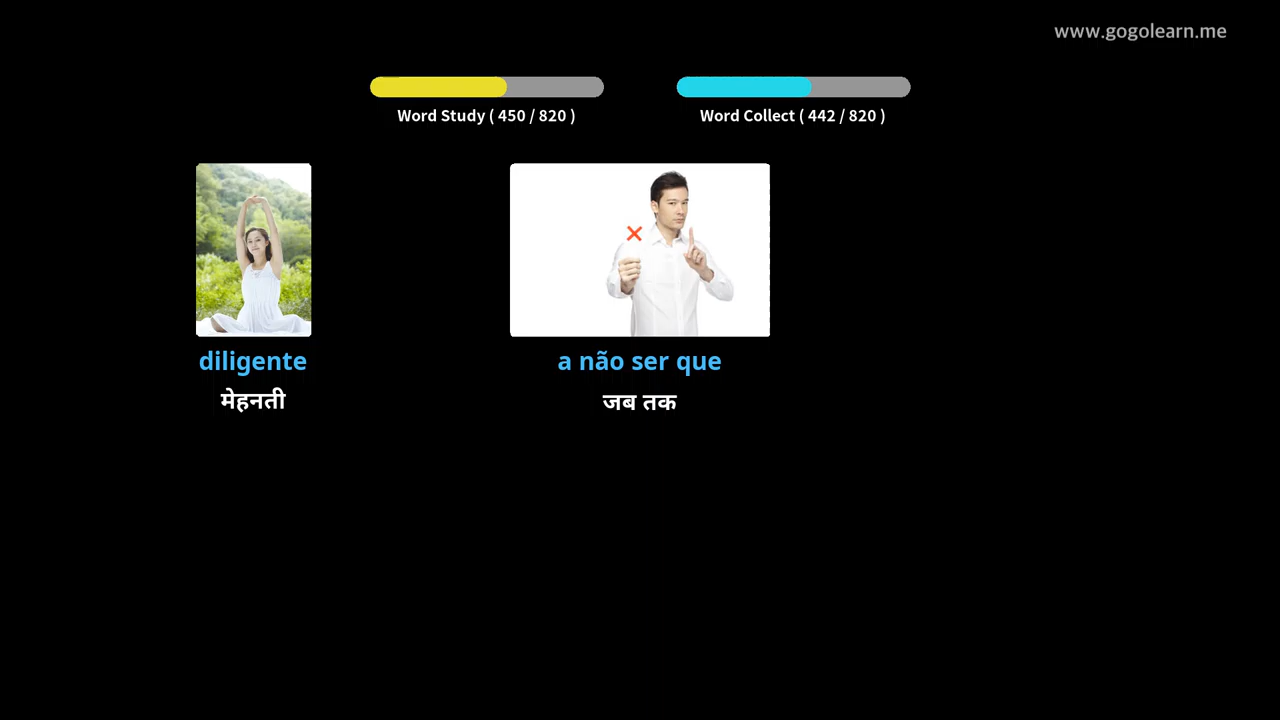 www.gogolearn.me
Word Study ( 450 / 820 )
Word Collect ( 442 / 820 )
diligente
मेहनती
a não ser que
जब तक